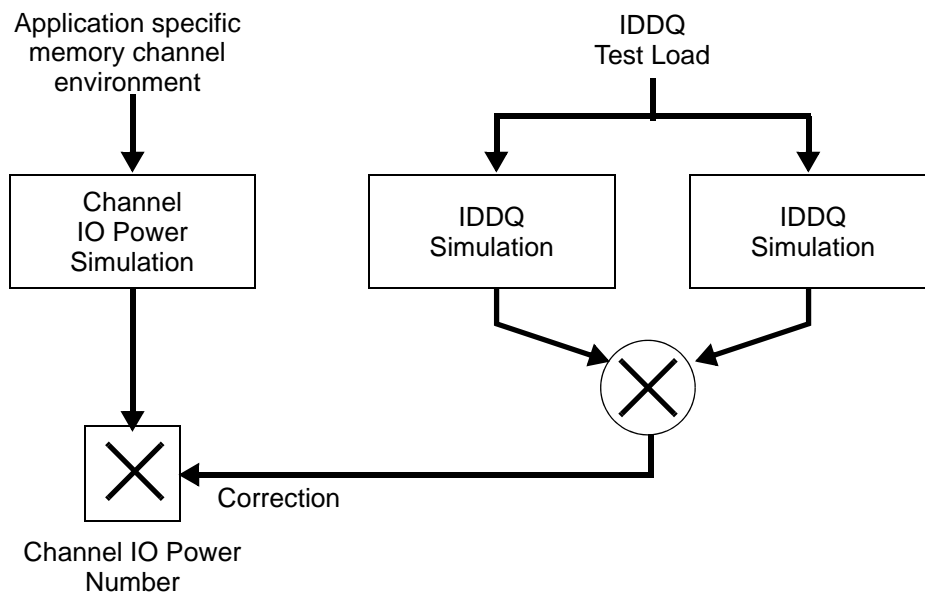 Application specific
memory channel
environment
IDDQ
Test Load
Channel
IO Power
Simulation
IDDQ
Simulation
IDDQ
Simulation
Correction
Channel IO Power
Number